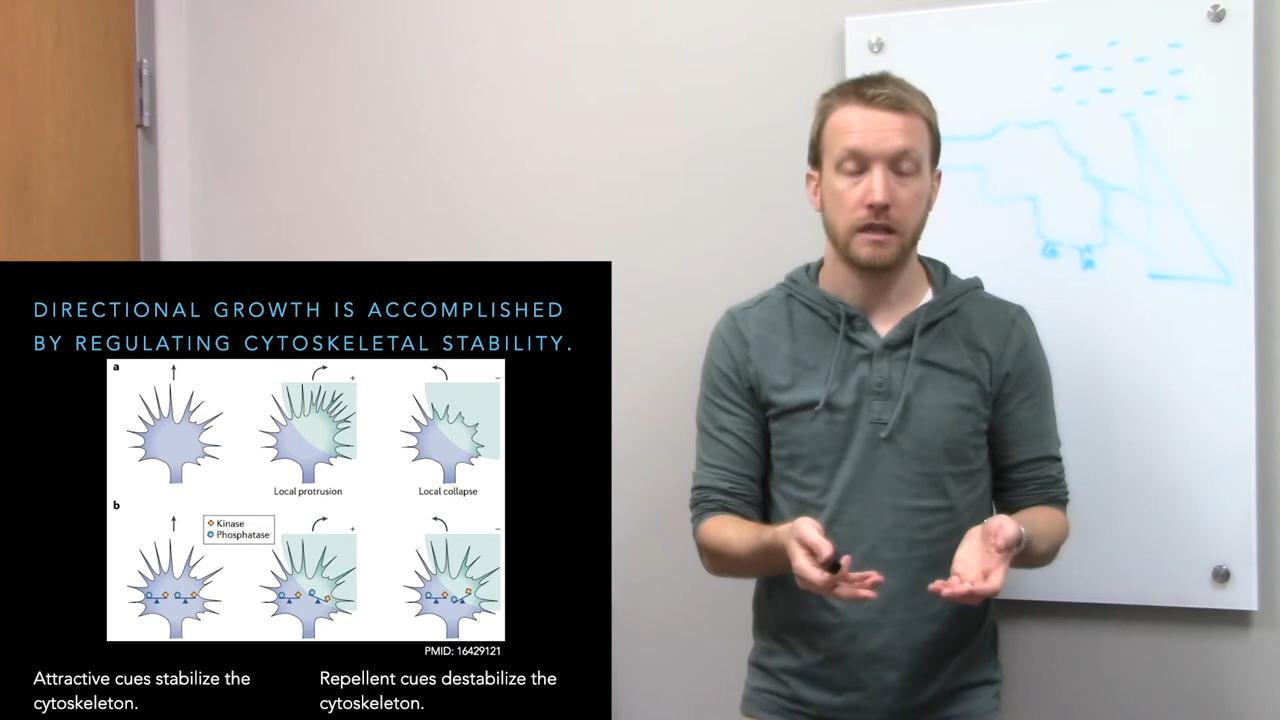 DIRECTIONAL GROWTH IS ACCOMPLISHED
BY REGULATING CYTOSKELETAL STABILITY.
a
+
−
Local protrusion
Local collapse
b
Kinase
Phosphatase
+
−
PMID: 16429121
Attractive cues stabilize the
cytoskeleton.
Repellent cues destabilize the
cytoskeleton.